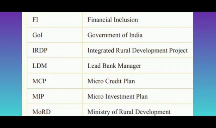 FI Financial Inclusion
GoI Government of India
IRDP Integrated Rural Development Project
LDM Lead Bank Manager
MCP Micro Credit Plan
MIP Micro Investment Plan
MoRD Ministry of Rural Development